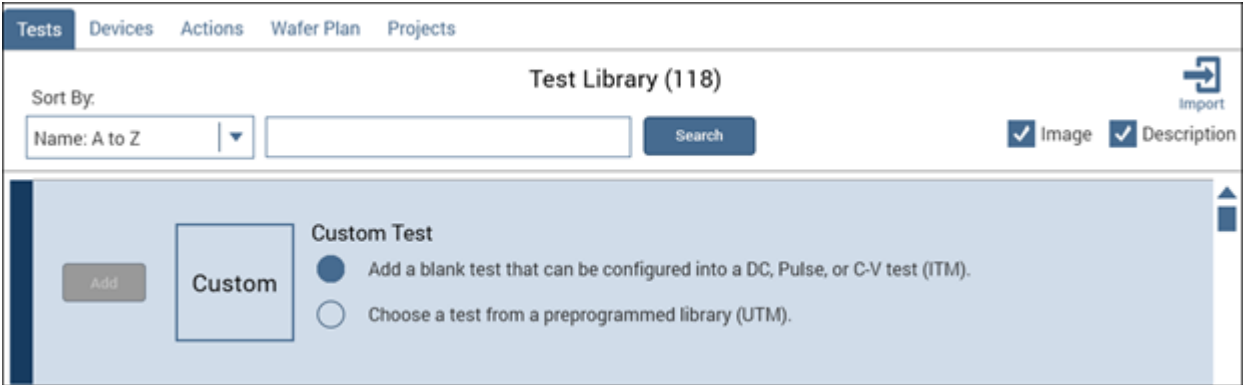 Tests Devices Actions Wafer Plan Projects
Test Library (118)
Import
Sort By:
Name: A to Z
Search
Image
Description
Custom Test
Add
Custom
Add a blank test that can be configured into a DC, Pulse, or C-V test (ITM).
Choose a test from a preprogrammed library (UTM).